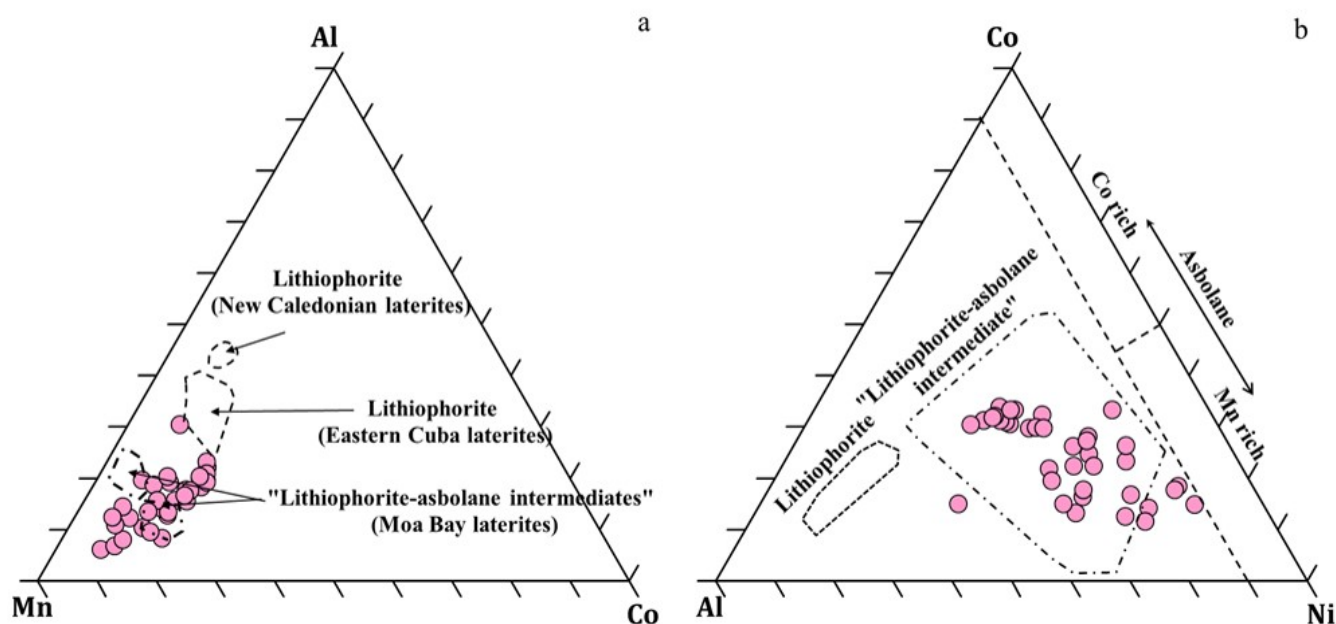 a
Al
Lithiophorite
(New Caledonian laterites)
Lithiophorite
(Eastern Cuba laterites)
"Lithiophorite-asbolane intermediates"
(Moa Bay laterites)
Mn
Co
b
Co
Co rich
Asbolane
Mn rich
"Lithiophorite-asbolane
intermediate"
Lithiophorite
Al
Ni